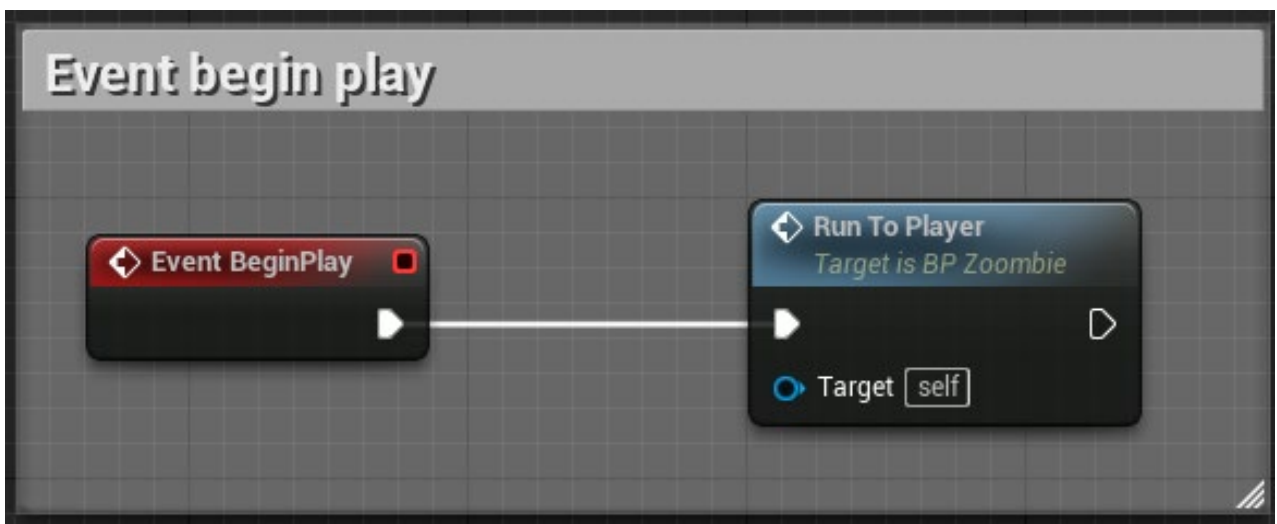 Event begin play
Event BeginPlay
Run To Player
Target is BP Zoombie
Target self